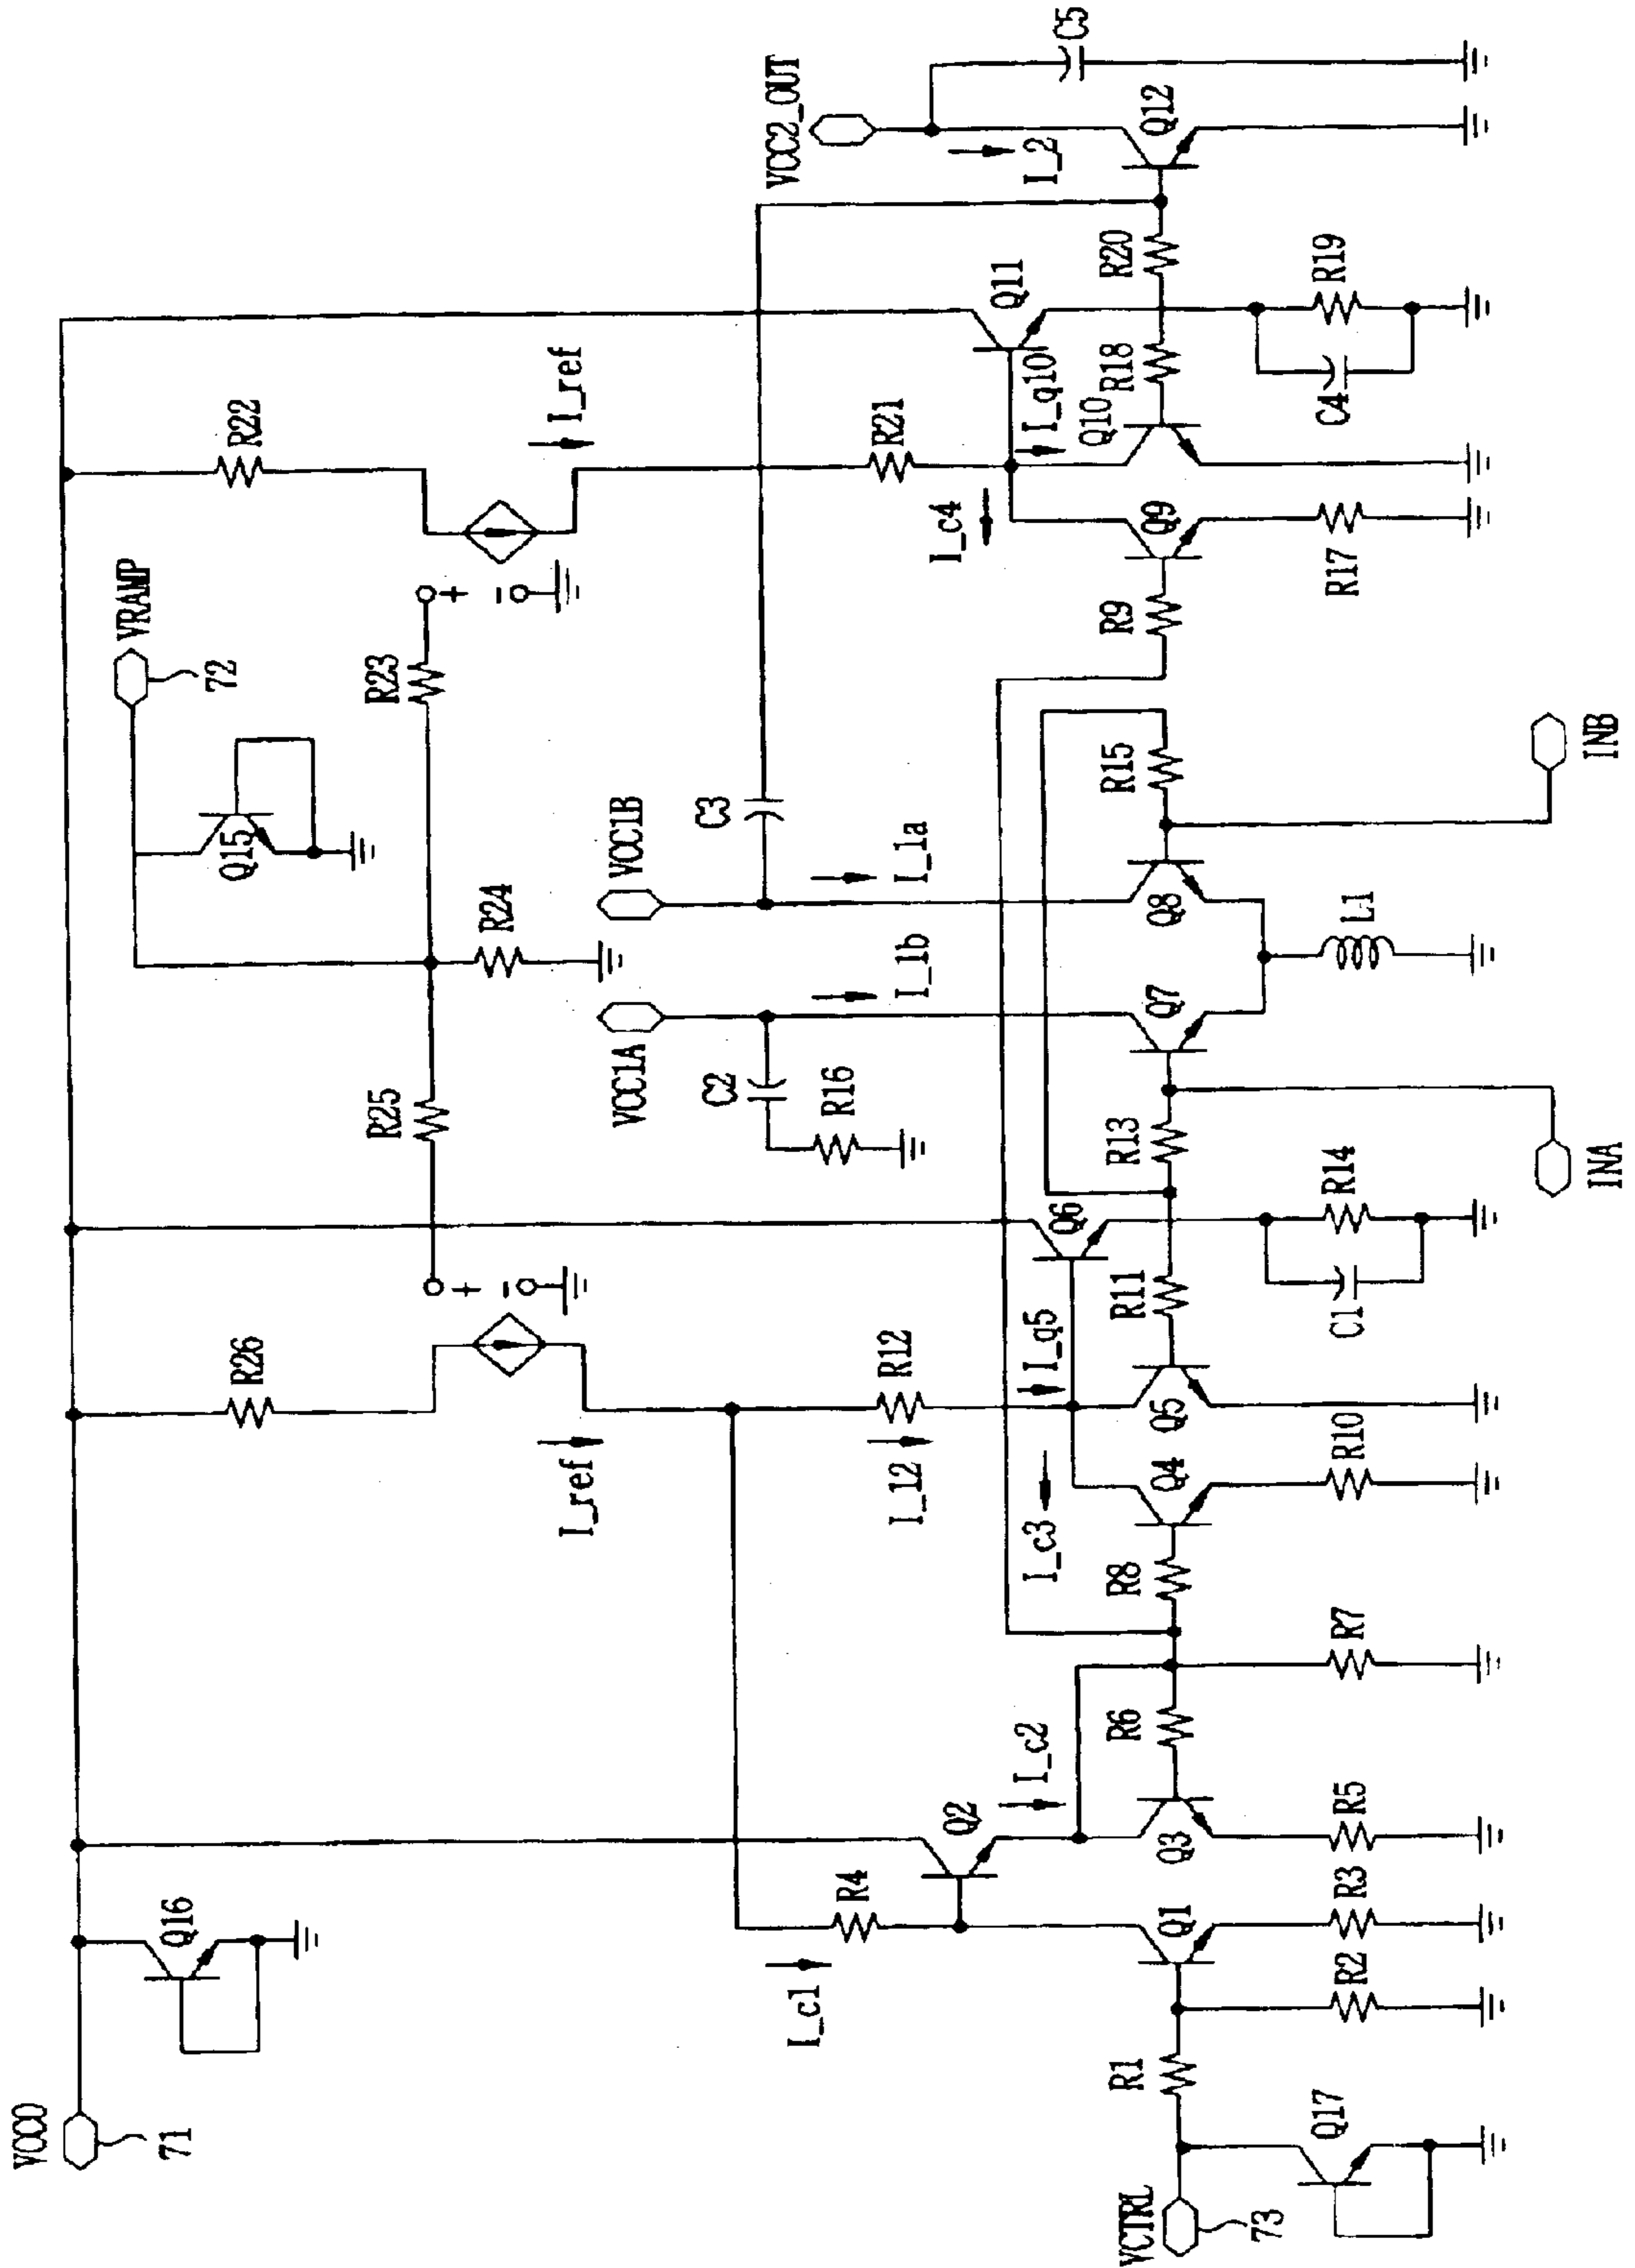 VCC0
71
Q16
R26
R25
VRAMP
72
Q15
R22
R23
R24
I_ref
I_ref
VCC1A
VCC1B
VCC2_OUT
C2
C3
R16
I_1b
I_1a
I_c1
R4
I_12
R12
R21
C5
Q2
I_c4
I_2
I_c2
I_c3
I_q5
Q6
I_q10
Q11
VCTRL
73
R1
Q1
R6
R8
R11
R13
R15
R9
Q10
R18
R20
Q3
Q4
Q5
Q7
Q8
Q9
Q12
Q17
R2
R3
R5
R7
R10
C1
R14
L1
R17
C4
R19
INA
INB
+
-
+
-